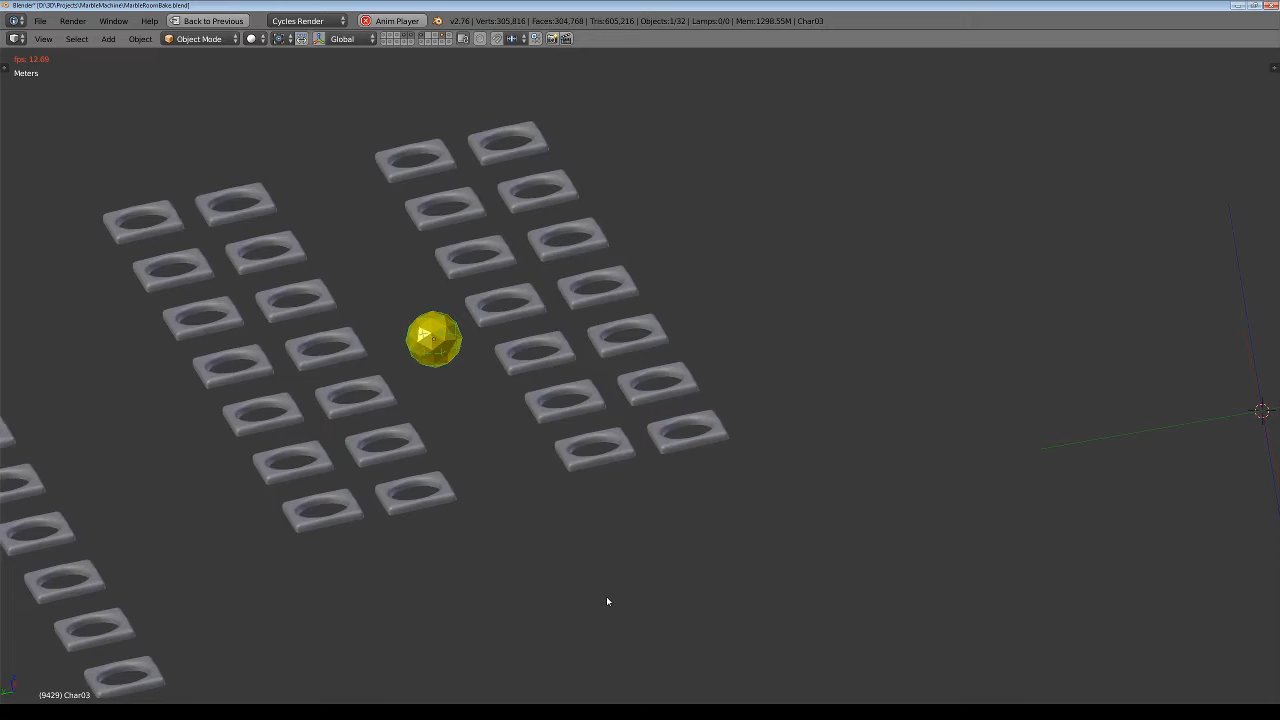 Blender* [D:\3D\Projects\MarbleMachine\MarbleRoomBake.blend]
File Render Window Help Back to Previous Cycles Render Anim Player v2.76 | Verts:305,816 | Faces:304,768 | Tris:605,216 | Objects:1/32 | Lamps:0/0 | Mem:1298.55M | Char03
View Select Add Object Object Mode Global
fps: 12.69
Meters
(9429) Char03